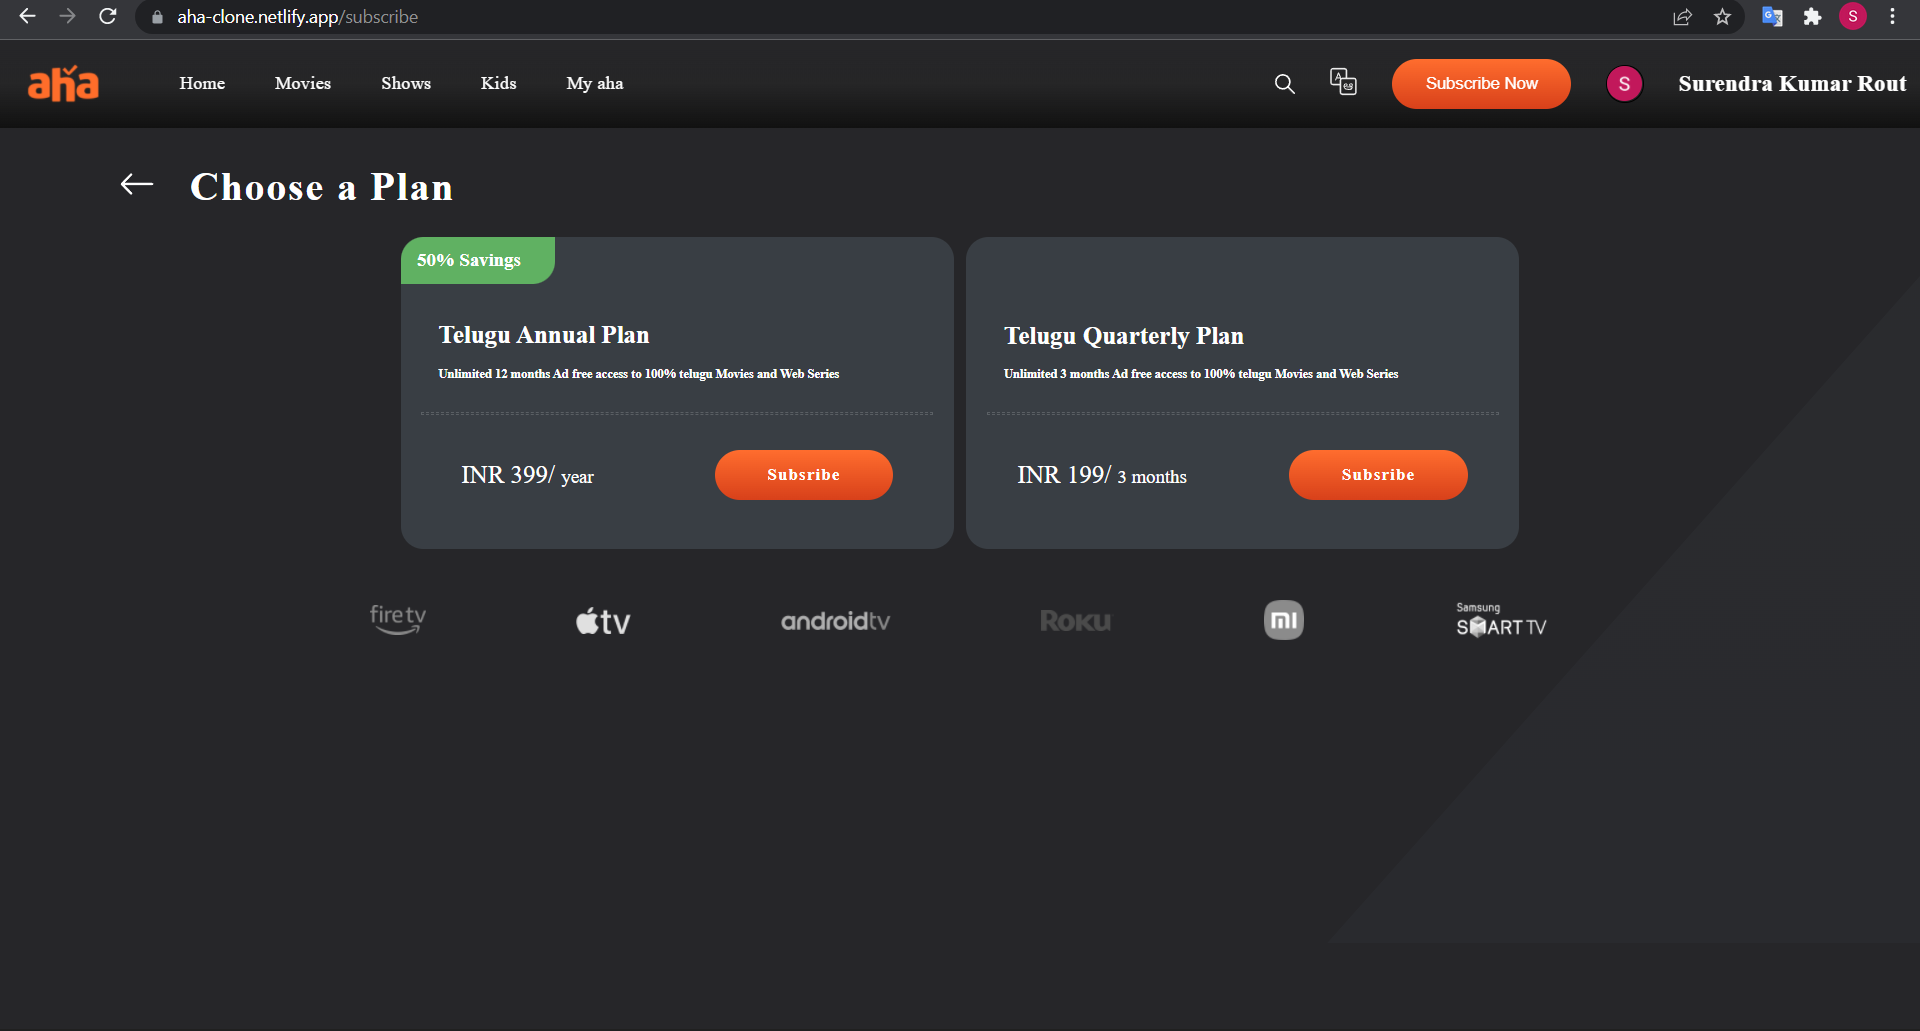 aha-clone.netlify.app/subscribe
S
aha
Home
Movies
Shows
Kids
My aha
Subscribe Now
S
Surendra Kumar Rout
Choose a Plan
50% Savings
Telugu Annual Plan
Unlimited 12 months Ad free access to 100% telugu Movies and Web Series
INR 399/ year
Subsribe
Telugu Quarterly Plan
Unlimited 3 months Ad free access to 100% telugu Movies and Web Series
INR 199/ 3 months
Subsribe
firetv
tv
androidtv
Roku
mi
Samsung
SMART TV